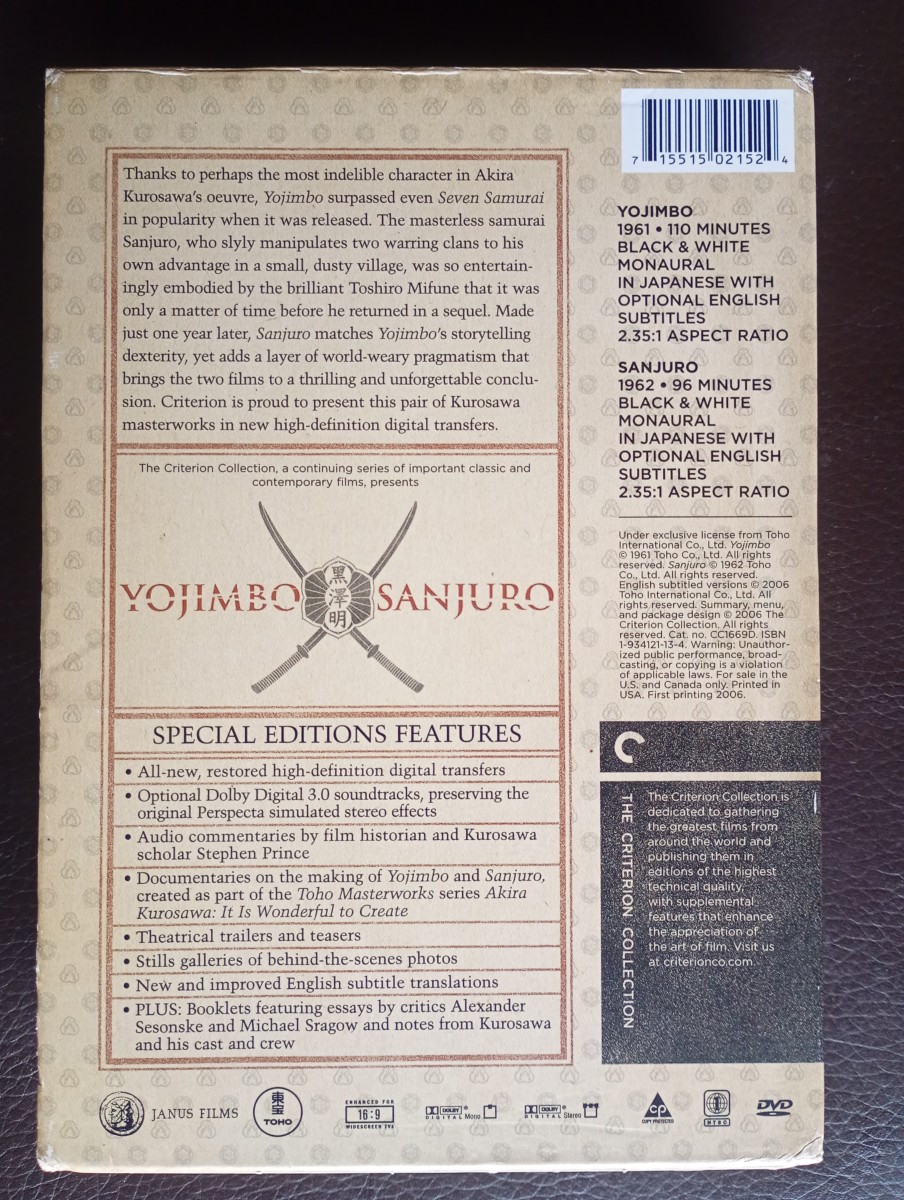 7 15515 02152 4
Thanks to perhaps the most indelible character in Akira
Kurosawa's oeuvre, Yojimbo surpassed even Seven Samurai
in popularity when it was released. The masterless samurai
Sanjuro, who slyly manipulates two warring clans to his
own advantage in a small, dusty village, was so entertain-
ingly embodied by the brilliant Toshiro Mifune that it was
only a matter of time before he returned in a sequel. Made
just one year later, Sanjuro matches Yojimbo's storytelling
dexterity, yet adds a layer of world-weary pragmatism that
brings the two films to a thrilling and unforgettable conclu-
sion. Criterion is proud to present this pair of Kurosawa
masterworks in new high-definition digital transfers.
The Criterion Collection, a continuing series of important classic and
contemporary films, presents
YOJIMBO 黒澤明 SANJURO
SPECIAL EDITIONS FEATURES
• All-new, restored high-definition digital transfers
• Optional Dolby Digital 3.0 soundtracks, preserving the
original Perspecta simulated stereo effects
• Audio commentaries by film historian and Kurosawa
scholar Stephen Prince
• Documentaries on the making of Yojimbo and Sanjuro,
created as part of the Toho Masterworks series Akira
Kurosawa: It Is Wonderful to Create
• Theatrical trailers and teasers
• Stills galleries of behind-the-scenes photos
• New and improved English subtitle translations
• PLUS: Booklets featuring essays by critics Alexander
Sesonske and Michael Sragow and notes from Kurosawa
and his cast and crew
YOJIMBO
1961 • 110 MINUTES
BLACK & WHITE
MONAURAL
IN JAPANESE WITH
OPTIONAL ENGLISH
SUBTITLES
2.35:1 ASPECT RATIO
SANJURO
1962 • 96 MINUTES
BLACK & WHITE
MONAURAL
IN JAPANESE WITH
OPTIONAL ENGLISH
SUBTITLES
2.35:1 ASPECT RATIO
Under exclusive license from Toho
International Co., Ltd. Yojimbo
© 1961 Toho Co., Ltd. All rights
reserved. Sanjuro © 1962 Toho
Co., Ltd. All rights reserved.
English subtitled versions © 2006
Toho International Co., Ltd. All
rights reserved. Summary, menu,
and package design © 2006 The
Criterion Collection. All rights
reserved. Cat. no. CC1669D. ISBN
1-934121-13-4. Warning: Unauthor-
ized public performance, broad-
casting, or copying is a violation
of applicable laws. For sale in the
U.S. and Canada only. Printed in
USA. First printing 2006.
THE CRITERION COLLECTION
The Criterion Collection is
dedicated to gathering
the greatest films from
around the world and
publishing them in
editions of the highest
technical quality,
with supplemental
features that enhance
the appreciation of
the art of film. Visit us
at criterionco.com.
JANUS FILMS
東宝
TOHO
ENHANCED FOR
16:9
WIDESCREEN TVS
DOLBY
DIGITAL Mono
DOLBY
DIGITAL Stereo
CP
COPY PROTECTED
1
NTSC
DVD